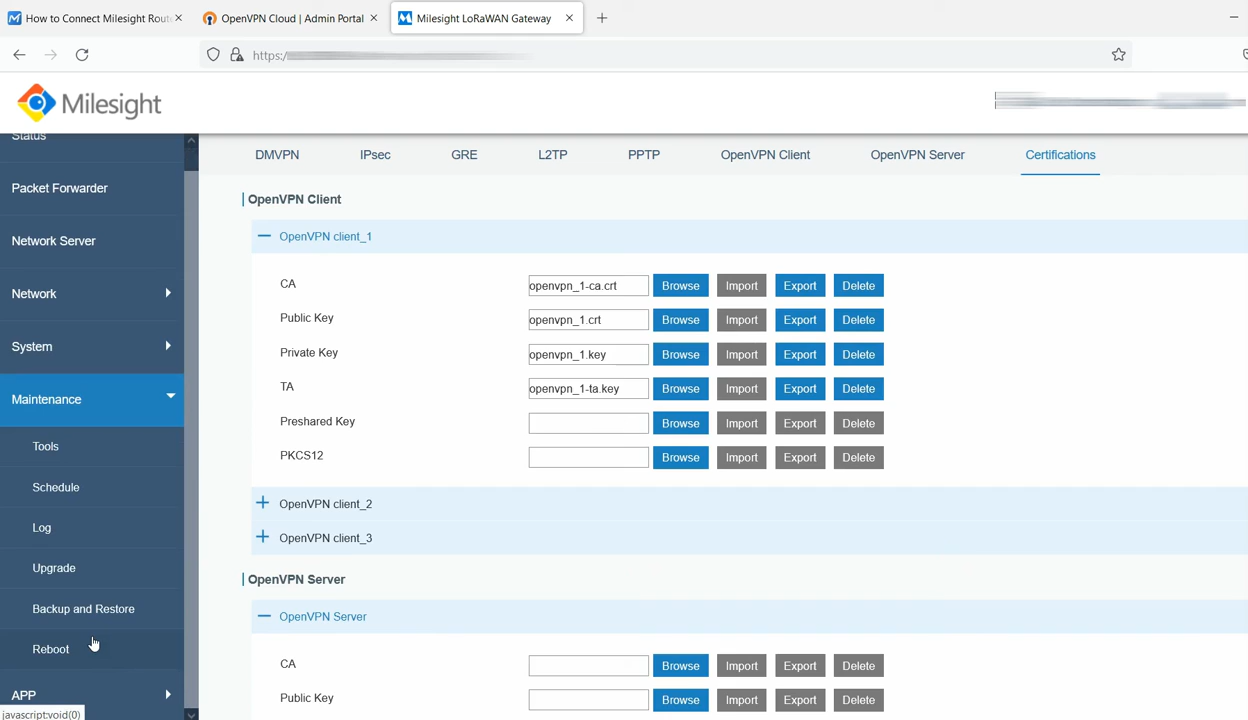 How to Connect Milesight Rout
OpenVPN Cloud | Admin Portal
Milesight LoRaWAN Gateway
https:/
Milesight
Status
Packet Forwarder
Network Server
Network
System
Maintenance
Tools
Schedule
Log
Upgrade
Backup and Restore
Reboot
APP
javascript:void(0)
DMVPN IPsec GRE L2TP PPTP OpenVPN Client OpenVPN Server Certifications
OpenVPN Client
OpenVPN client_1
CA openvpn_1-ca.crt Browse Import Export Delete
Public Key openvpn_1.crt Browse Import Export Delete
Private Key openvpn_1.key Browse Import Export Delete
TA openvpn_1-ta.key Browse Import Export Delete
Preshared Key Browse Import Export Delete
PKCS12 Browse Import Export Delete
OpenVPN client_2
OpenVPN client_3
OpenVPN Server
OpenVPN Server
CA Browse Import Export Delete
Public Key Browse Import Export Delete